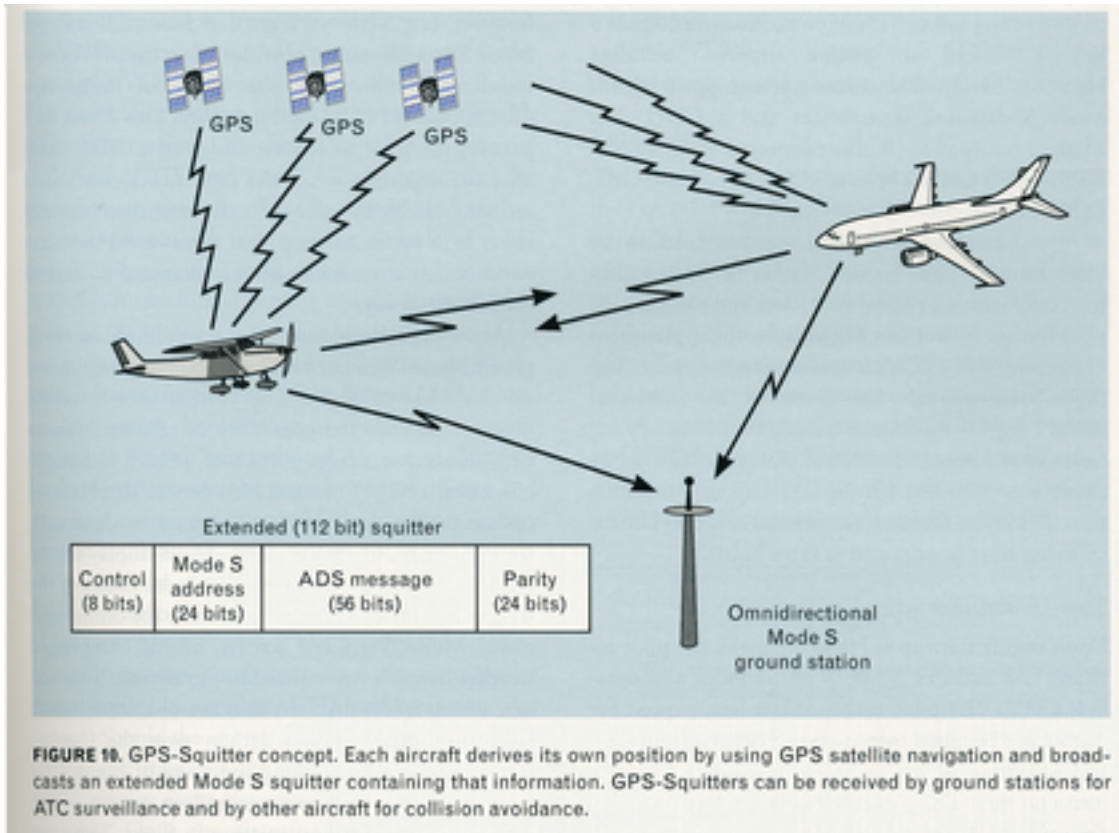 GPS
GPS
GPS
Extended (112 bit) squitter
Control
(8 bits)
Mode S
address
(24 bits)
ADS message
(56 bits)
Parity
(24 bits)
Omnidirectional
Mode S
ground station
FIGURE 10. GPS-Squitter concept. Each aircraft derives its own position by using GPS satellite navigation and broad-
casts an extended Mode S squitter containing that information. GPS-Squitters can be received by ground stations for
ATC surveillance and by other aircraft for collision avoidance.